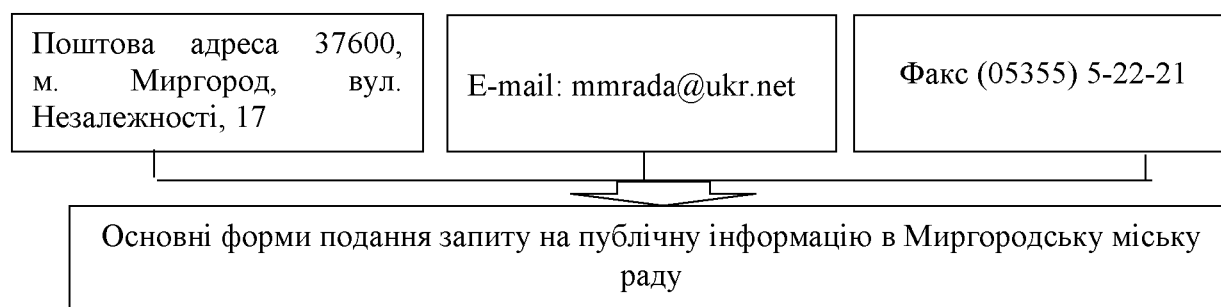 Поштова адреса 37600,
м. Миргород, вул.
Незалежності, 17
E-mail: mmrada@ukr.net
Факс (05355) 5-22-21
Основні форми подання запиту на публічну інформацію в Миргородську міську
раду